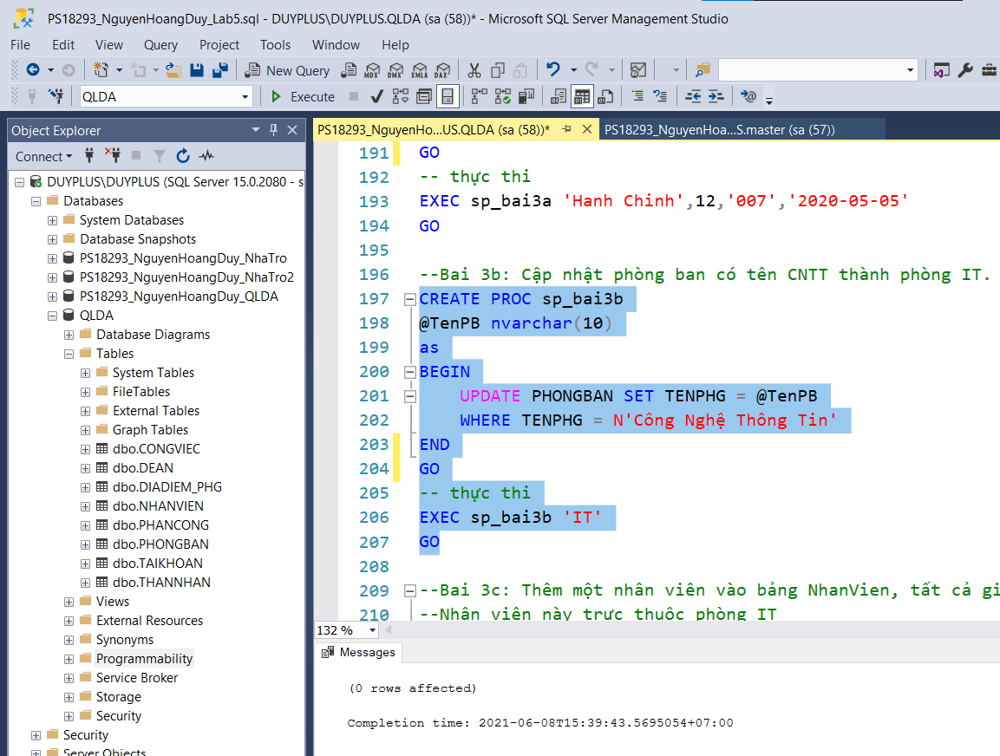 PS18293_NguyenHoangDuy_Lab5.sql - DUYPLUS\DUYPLUS.QLDA (sa (58))* - Microsoft SQL Server Management Studio
File Edit View Query Project Tools Window Help
New Query MDX DMX XMLA DAX
QLDA Execute
Object Explorer
PS18293_NguyenHo...US.QLDA (sa (58))* PS18293_NguyenHoa...S.master (sa (57))
Connect
DUYPLUS\DUYPLUS (SQL Server 15.0.2080 - s
Databases
System Databases
Database Snapshots
PS18293_NguyenHoangDuy_NhaTro
PS18293_NguyenHoangDuy_NhaTro2
PS18293_NguyenHoangDuy_QLDA
QLDA
Database Diagrams
Tables
System Tables
FileTables
External Tables
Graph Tables
dbo.CONGVIEC
dbo.DEAN
dbo.DIADIEM_PHG
dbo.NHANVIEN
dbo.PHANCONG
dbo.PHONGBAN
dbo.TAIKHOAN
dbo.THANNHAN
Views
External Resources
Synonyms
Programmability
Service Broker
Storage
Security
Security
Server Objects
191 GO
192 -- thực thi
193 EXEC sp_bai3a 'Hanh Chinh',12,'007','2020-05-05'
194 GO
195
196 --Bai 3b: Cập nhật phòng ban có tên CNTT thành phòng IT.
197 CREATE PROC sp_bai3b
198 @TenPB nvarchar(10)
199 as
200 BEGIN
201 UPDATE PHONGBAN SET TENPHG = @TenPB
202 WHERE TENPHG = N'Công Nghệ Thông Tin'
203 END
204 GO
205 -- thực thi
206 EXEC sp_bai3b 'IT'
207 GO
208
209 --Bai 3c: Thêm một nhân viên vào bảng NhanVien, tất cả gi
210 --Nhân viên này trực thuộc phòng IT
132 %
Messages
(0 rows affected)
Completion time: 2021-06-08T15:39:43.5695054+07:00